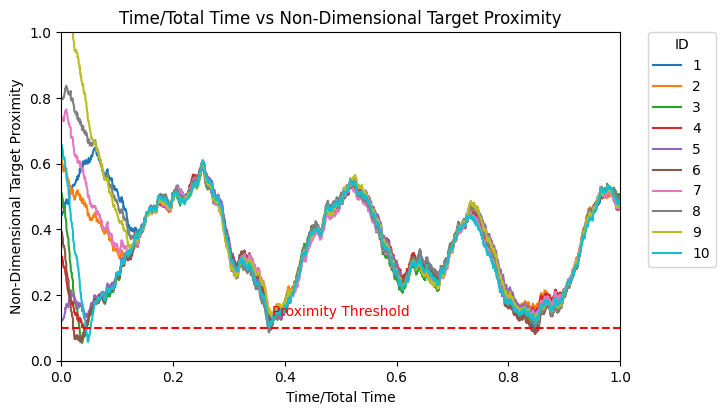 Time/Total Time vs Non-Dimensional Target Proximity
Non-Dimensional Target Proximity
1.0
0.8
0.6
0.4
0.2
0.0
Proximity Threshold
0.0 0.2 0.4 0.6 0.8 1.0
Time/Total Time
ID
1
2
3
4
5
6
7
8
9
10